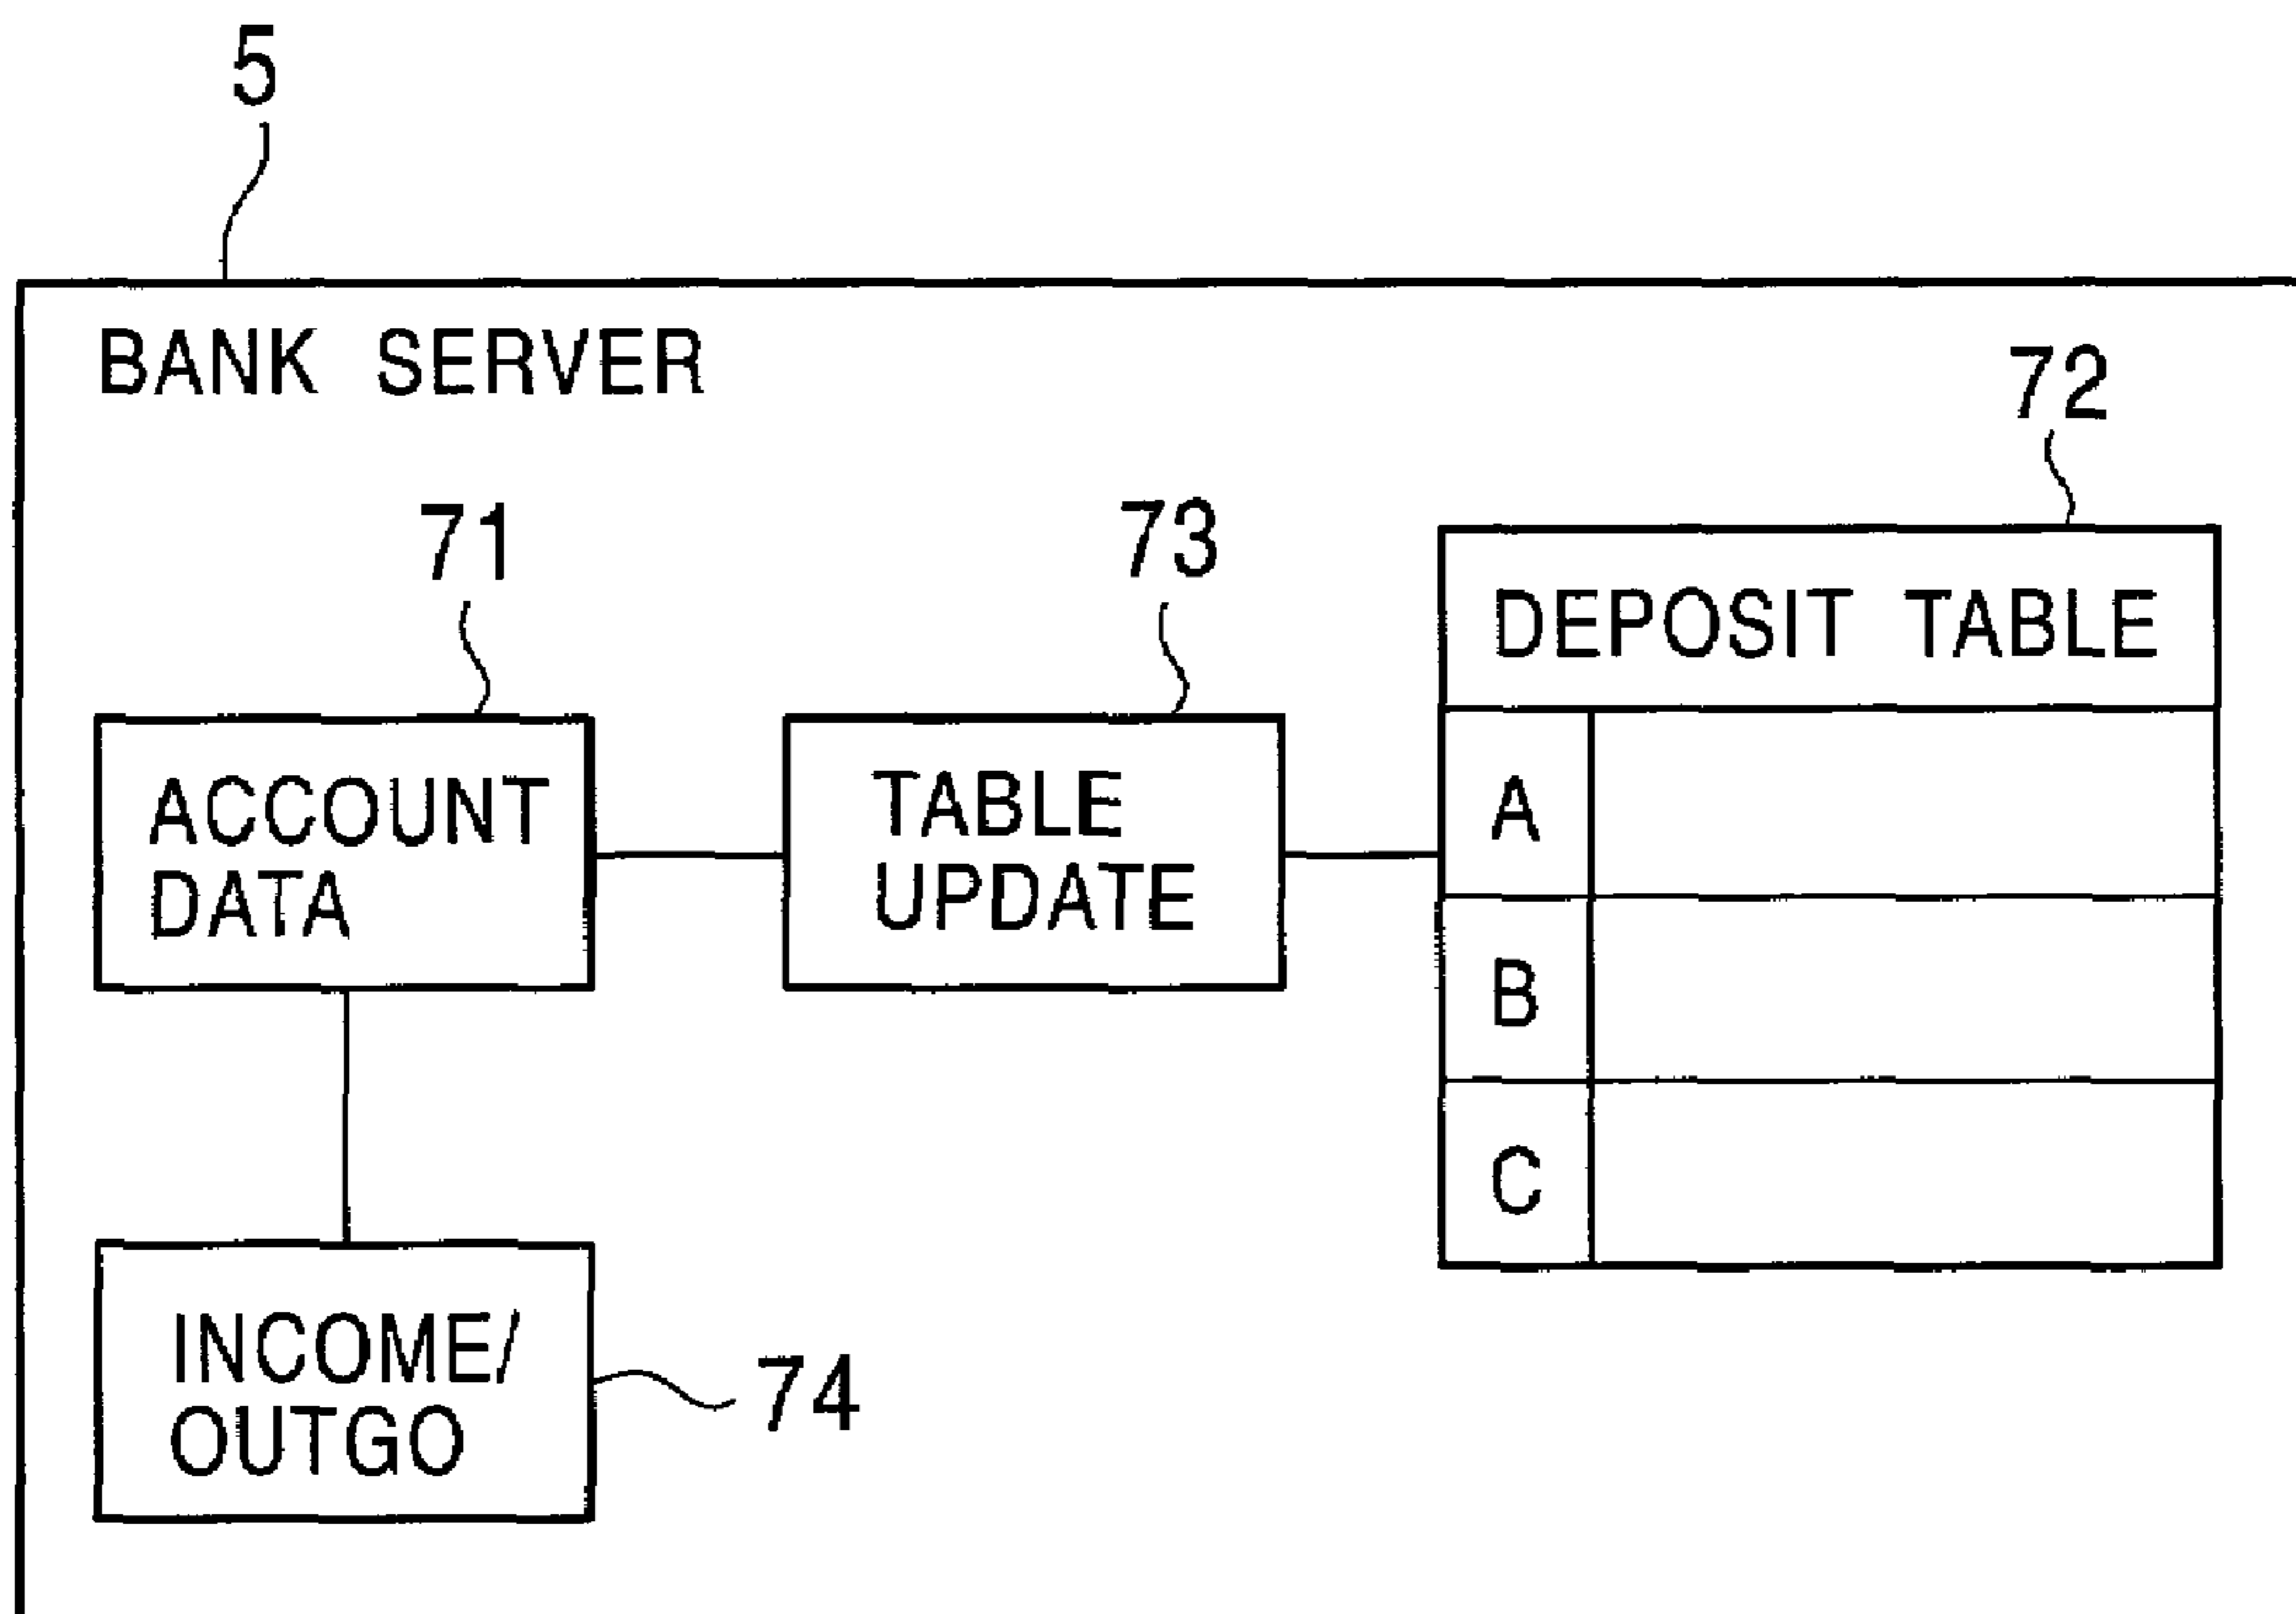 5
BANK SERVER
72
71
73
DEPOSIT TABLE
ACCOUNT
DATA
TABLE
UPDATE
A
B
C
INCOME/
OUTGO
74